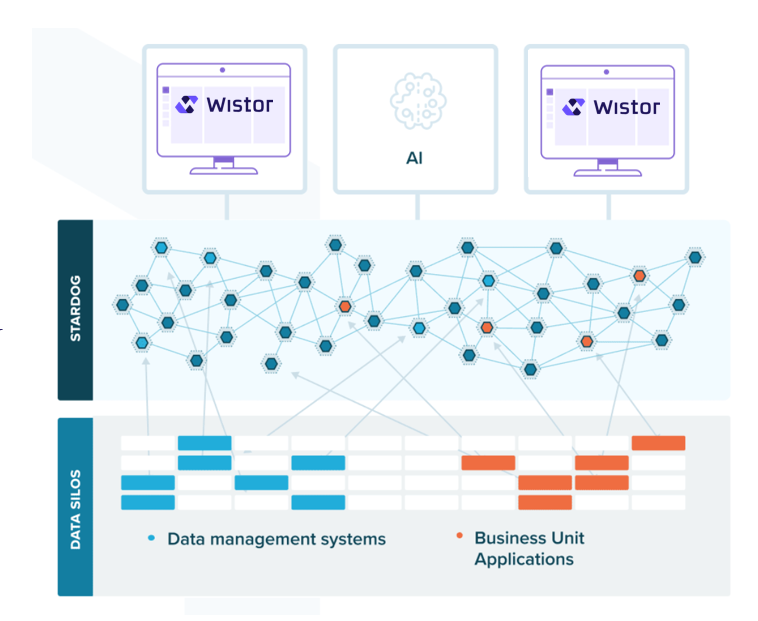 Wistor
AI
Wistor
STARDOG
DATA SILOS
Data management systems
Business Unit
Applications